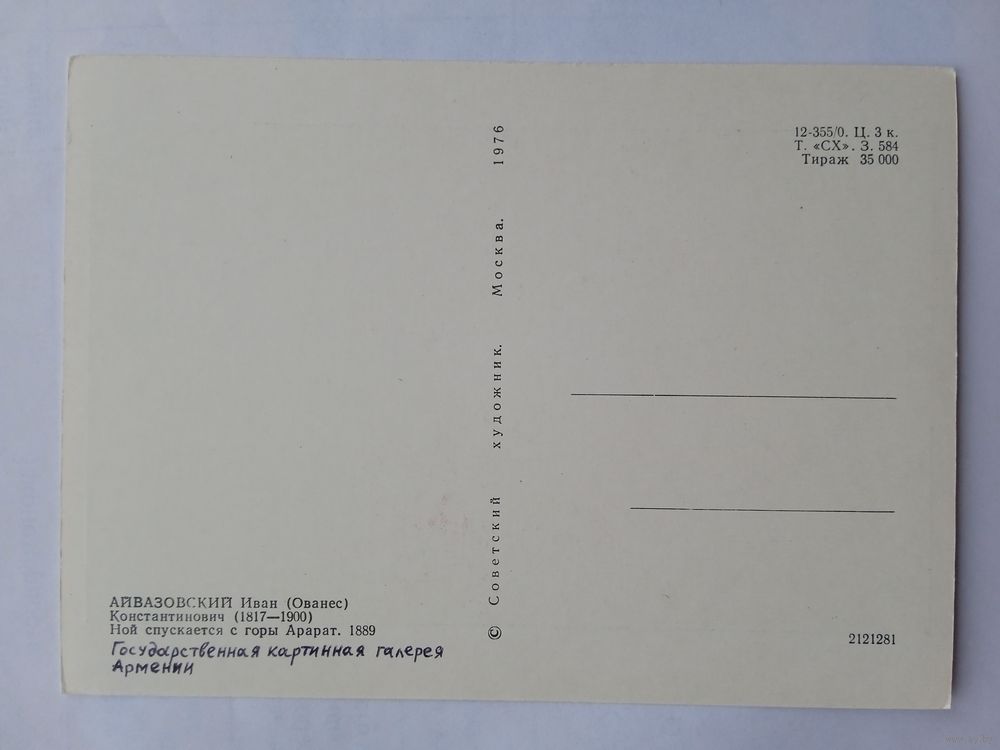 12-355/0. Ц. 3 к.
Т. «СХ». З. 584
Тираж 35 000
© Советский художник. Москва. 1976
АЙВАЗОВСКИЙ Иван (Ованес)
Константинович (1817—1900)
Ной спускается с горы Арарат. 1889
Государственная картинная галерея
Армении
2121281